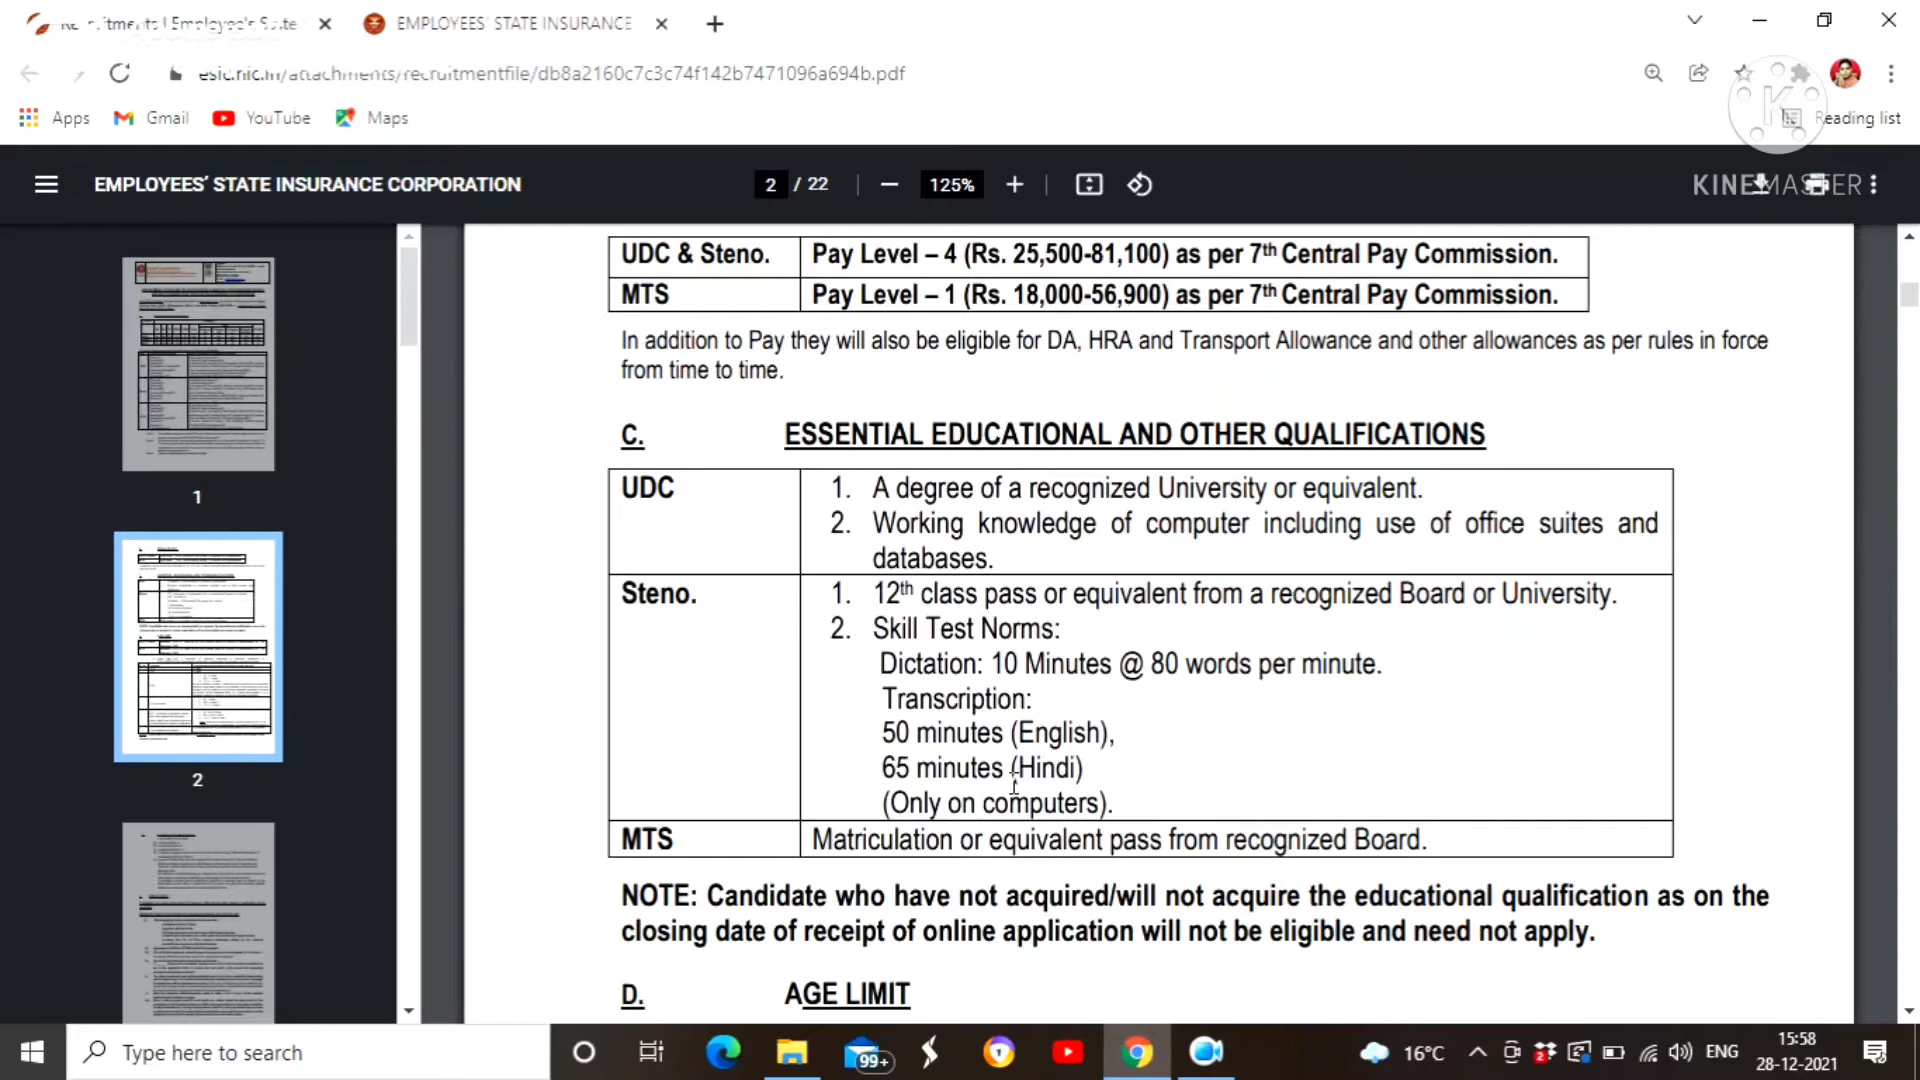 Employee's State
EMPLOYEES' STATE INSURANCE
esic.nic.in/attachments/recruitmentfile/db8a2160c7c3c74f142b7471096a694b.pdf
Apps Gmail YouTube Maps Reading list
K
EMPLOYEES' STATE INSURANCE CORPORATION 2 / 22 125% KINEMASTER
UDC & Steno. Pay Level – 4 (Rs. 25,500-81,100) as per 7th Central Pay Commission.
MTS Pay Level – 1 (Rs. 18,000-56,900) as per 7th Central Pay Commission.
In addition to Pay they will also be eligible for DA, HRA and Transport Allowance and other allowances as per rules in force
from time to time.
C. ESSENTIAL EDUCATIONAL AND OTHER QUALIFICATIONS
UDC 1. A degree of a recognized University or equivalent.
2. Working knowledge of computer including use of office suites and
databases.
Steno. 1. 12th class pass or equivalent from a recognized Board or University.
2. Skill Test Norms:
Dictation: 10 Minutes @ 80 words per minute.
Transcription:
50 minutes (English),
65 minutes (Hindi)
(Only on computers).
MTS Matriculation or equivalent pass from recognized Board.
NOTE: Candidate who have not acquired/will not acquire the educational qualification as on the
closing date of receipt of online application will not be eligible and need not apply.
D. AGE LIMIT
1
2
Type here to search 99+ 16°C ENG 15:58
28-12-2021